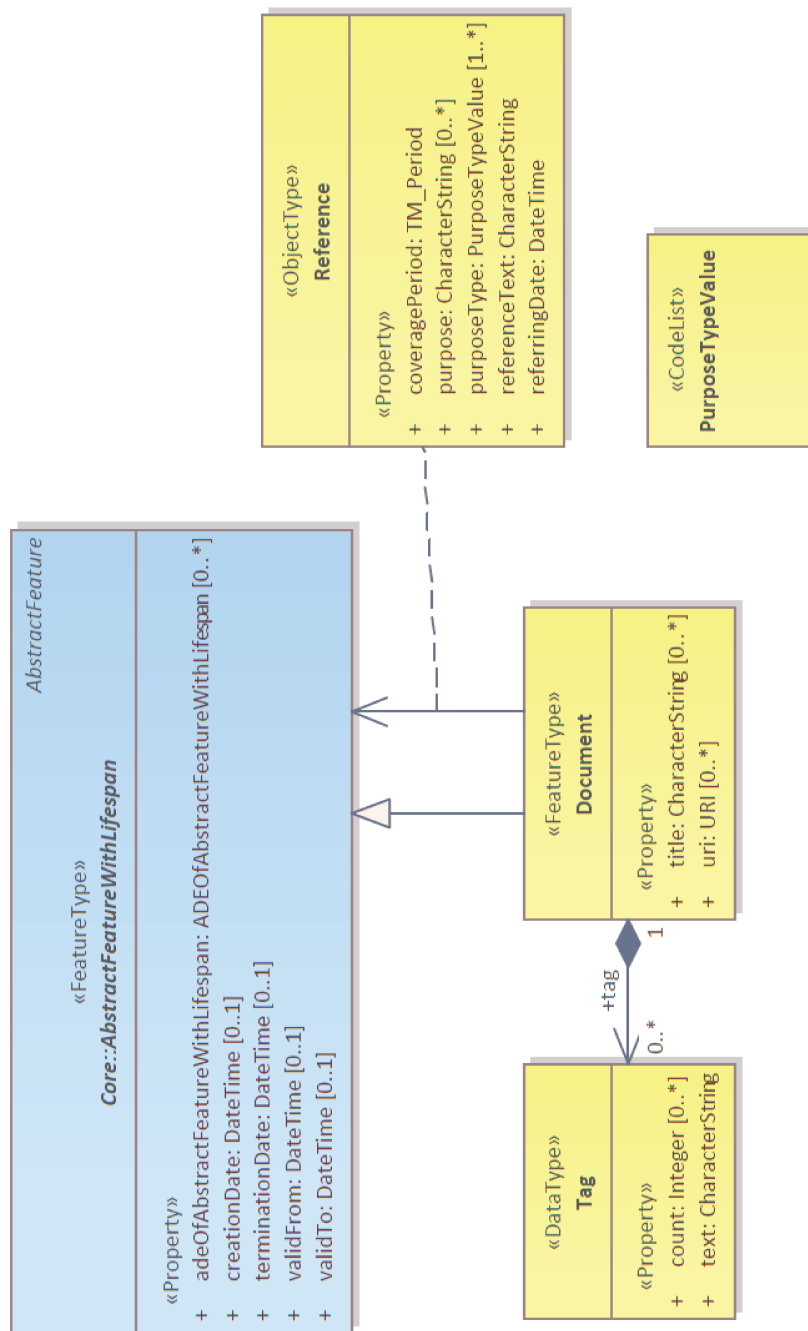 AbstractFeature
«FeatureType»
Core::AbstractFeatureWithLifespan
«Property»
+ adeOfAbstractFeatureWithLifespan: ADEOfAbstractFeatureWithLifespan [0..*]
+ creationDate: DateTime [0..1]
+ terminationDate: DateTime [0..1]
+ validFrom: DateTime [0..1]
+ validTo: DateTime [0..1]
«ObjectType»
Reference
«Property»
+ coveragePeriod: TM_Period
+ purpose: CharacterString [0..*]
+ purposeType: PurposeTypeValue [1..*]
+ referenceText: CharacterString
+ referringDate: DateTime
«DataType»
Tag
«Property»
+ count: Integer [0..*]
+ text: CharacterString
+tag
0..*
1
«FeatureType»
Document
«Property»
+ title: CharacterString [0..*]
+ uri: URI [0..*]
«CodeList»
PurposeTypeValue